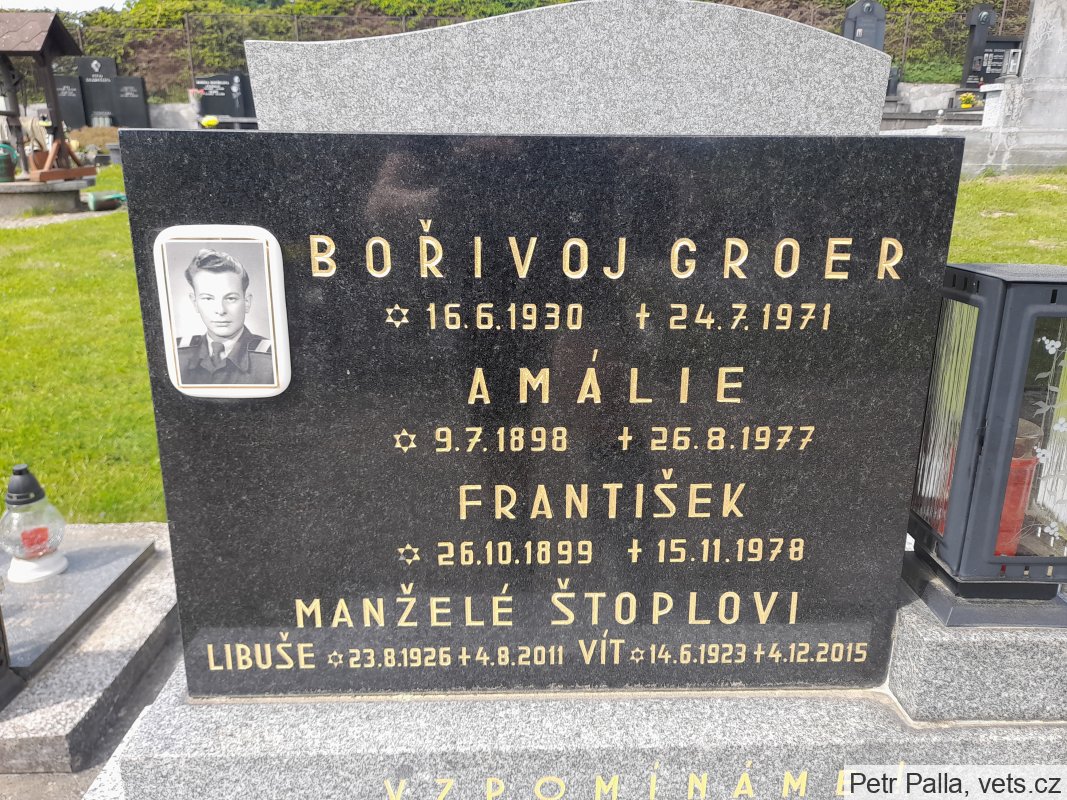 BOŘIVOJ GROER
✡ 16.6.1930 ✝ 24.7.1971
AMÁLIE
✡ 9.7.1898 ✝ 26.8.1977
FRANTIŠEK
✡ 26.10.1899 ✝ 15.11.1978
MANŽELÉ ŠTOPLOVI
LIBUŠE ✡ 23.8.1926 ✝ 4.8.2011 VÍT ✡ 14.6.1923 ✝ 4.12.2015
VZPOMÍNÁME
Petr Palla, vets.cz